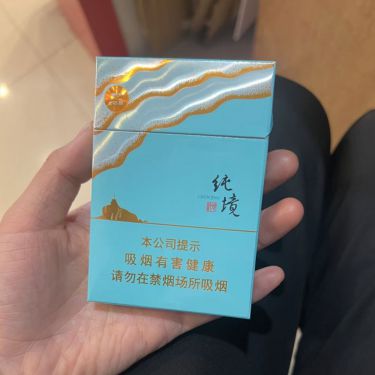 纯境
本公司提示
吸烟有害健康
请勿在禁烟场所吸烟